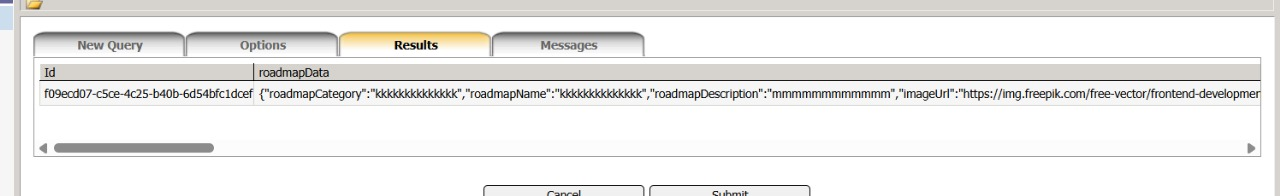 New Query Options Results Messages
Id roadmapData
f09ecd07-c5ce-4c25-b40b-6d54bfc1dcef {"roadmapCategory":"kkkkkkkkkkkkkk","roadmapName":"kkkkkkkkkkkkkk","roadmapDescription":"mmmmmmmmmmmm","imageUrl":"https://img.freepik.com/free-vector/frontend-developmen
Cancel Submit